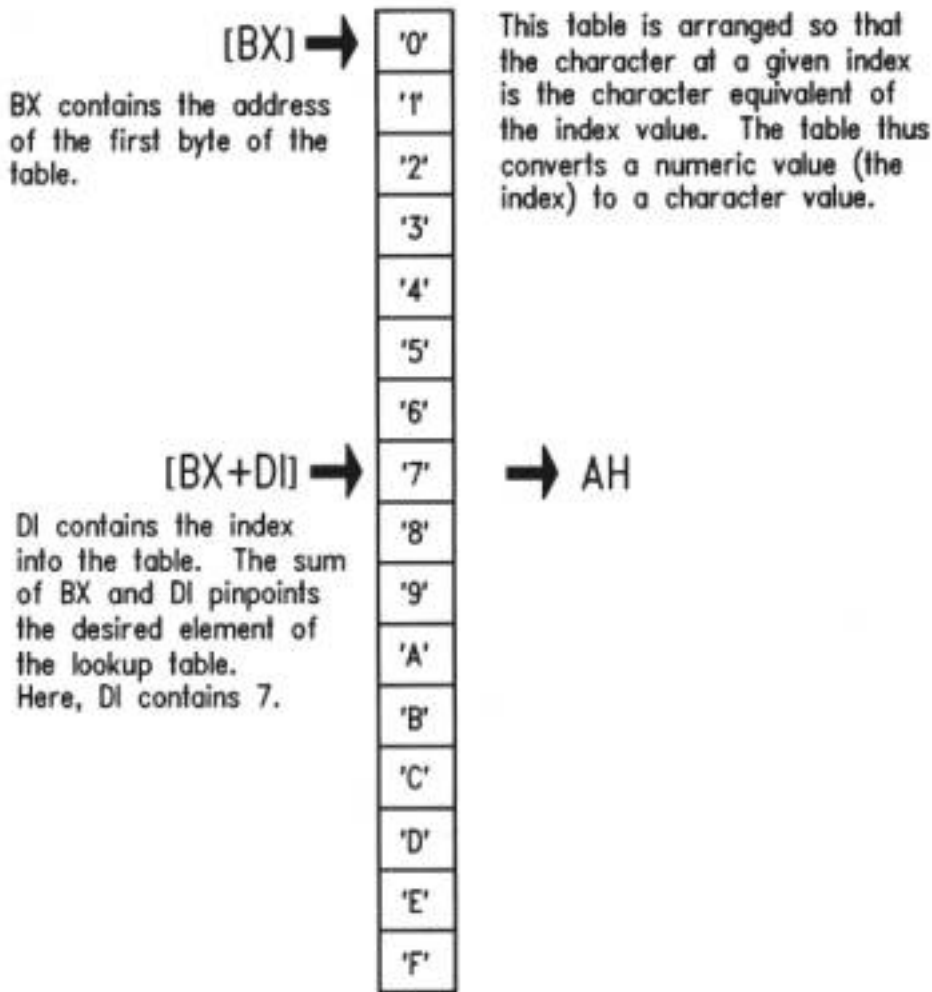 [BX]
BX contains the address
of the first byte of the
table.
This table is arranged so that
the character at a given index
is the character equivalent of
the index value. The table thus
converts a numeric value (the
index) to a character value.
'0'
'1'
'2'
'3'
'4'
'5'
'6'
[BX+DI]
'7'
AH
DI contains the index
into the table. The sum
of BX and DI pinpoints
the desired element of
the lookup table.
Here, DI contains 7.
'8'
'9'
'A'
'B'
'C'
'D'
'E'
'F'